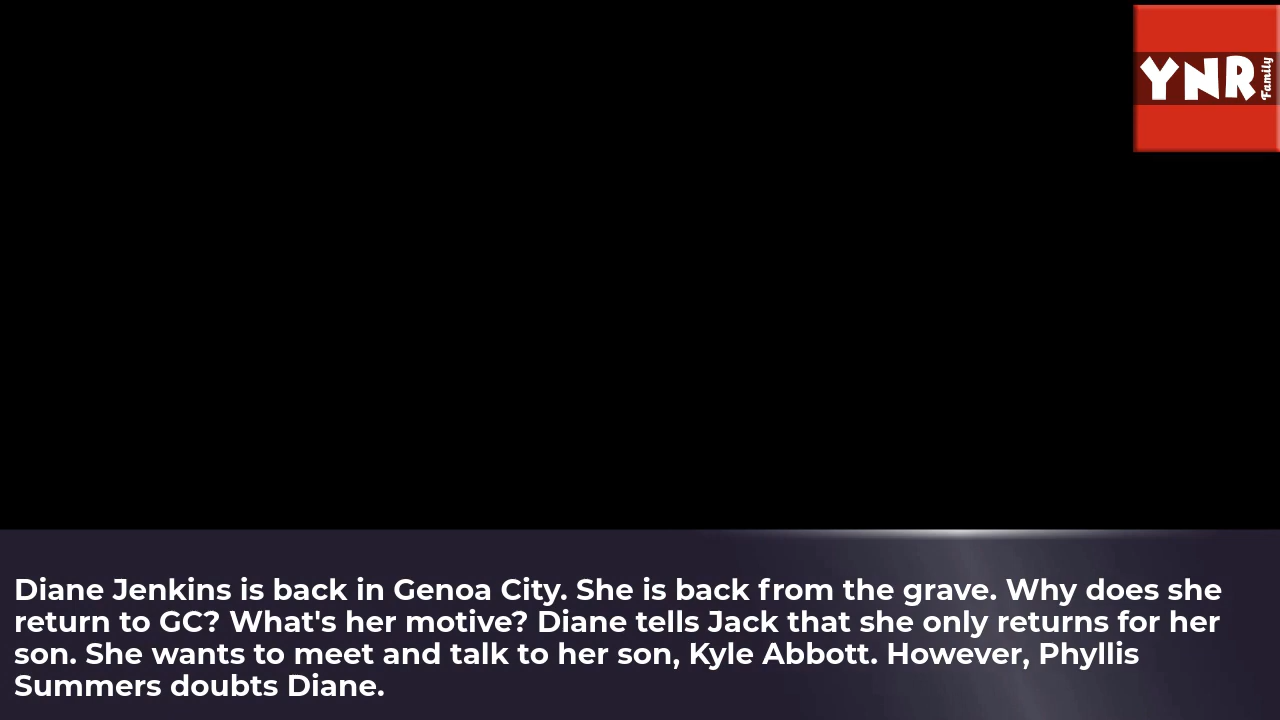 YNR
Family
Diane Jenkins is back in Genoa City. She is back from the grave. Why does she
return to GC? What's her motive? Diane tells Jack that she only returns for her
son. She wants to meet and talk to her son, Kyle Abbott. However, Phyllis
Summers doubts Diane.